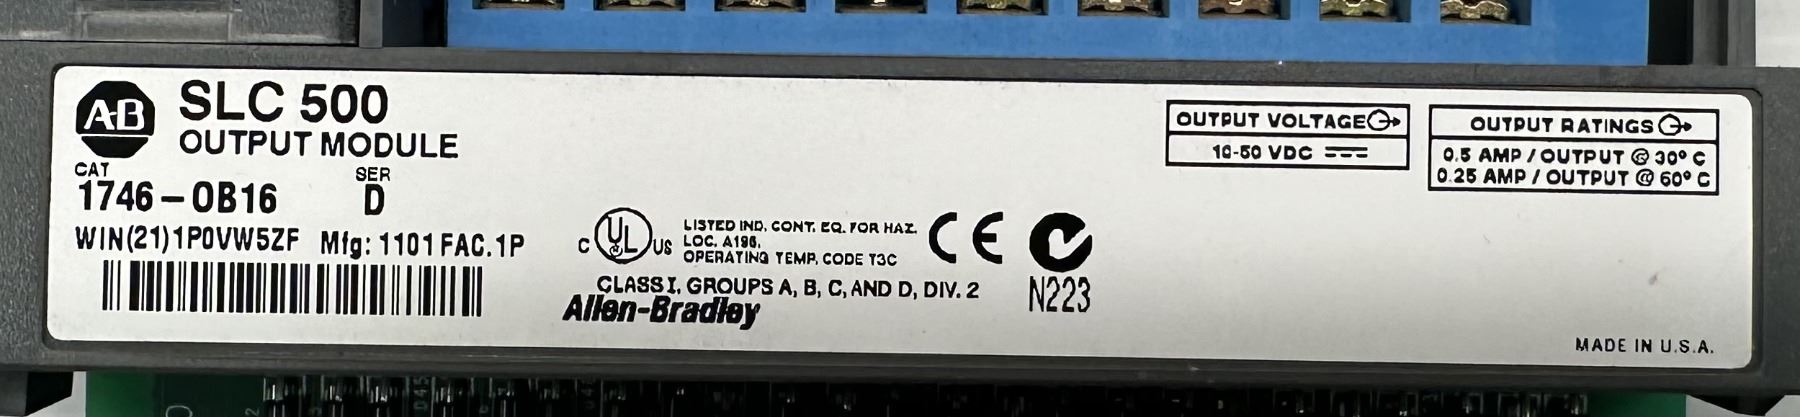 AB
SLC 500
OUTPUT MODULE
CAT
SER
1746-OB16
D
WIN(21)1P0VW5ZF Mfg: 1101 FAC.1P
C UL US
LISTED IND. CONT. EQ. FOR HAZ.
LOC. A196,
OPERATING TEMP. CODE T3C
CLASS I, GROUPS A, B, C, AND D, DIV. 2
Allen-Bradley
CE
N223
OUTPUT VOLTAGE
10-50 VDC
OUTPUT RATINGS
0.5 AMP / OUTPUT @ 30° C
0.25 AMP / OUTPUT @ 60° C
MADE IN U.S.A.